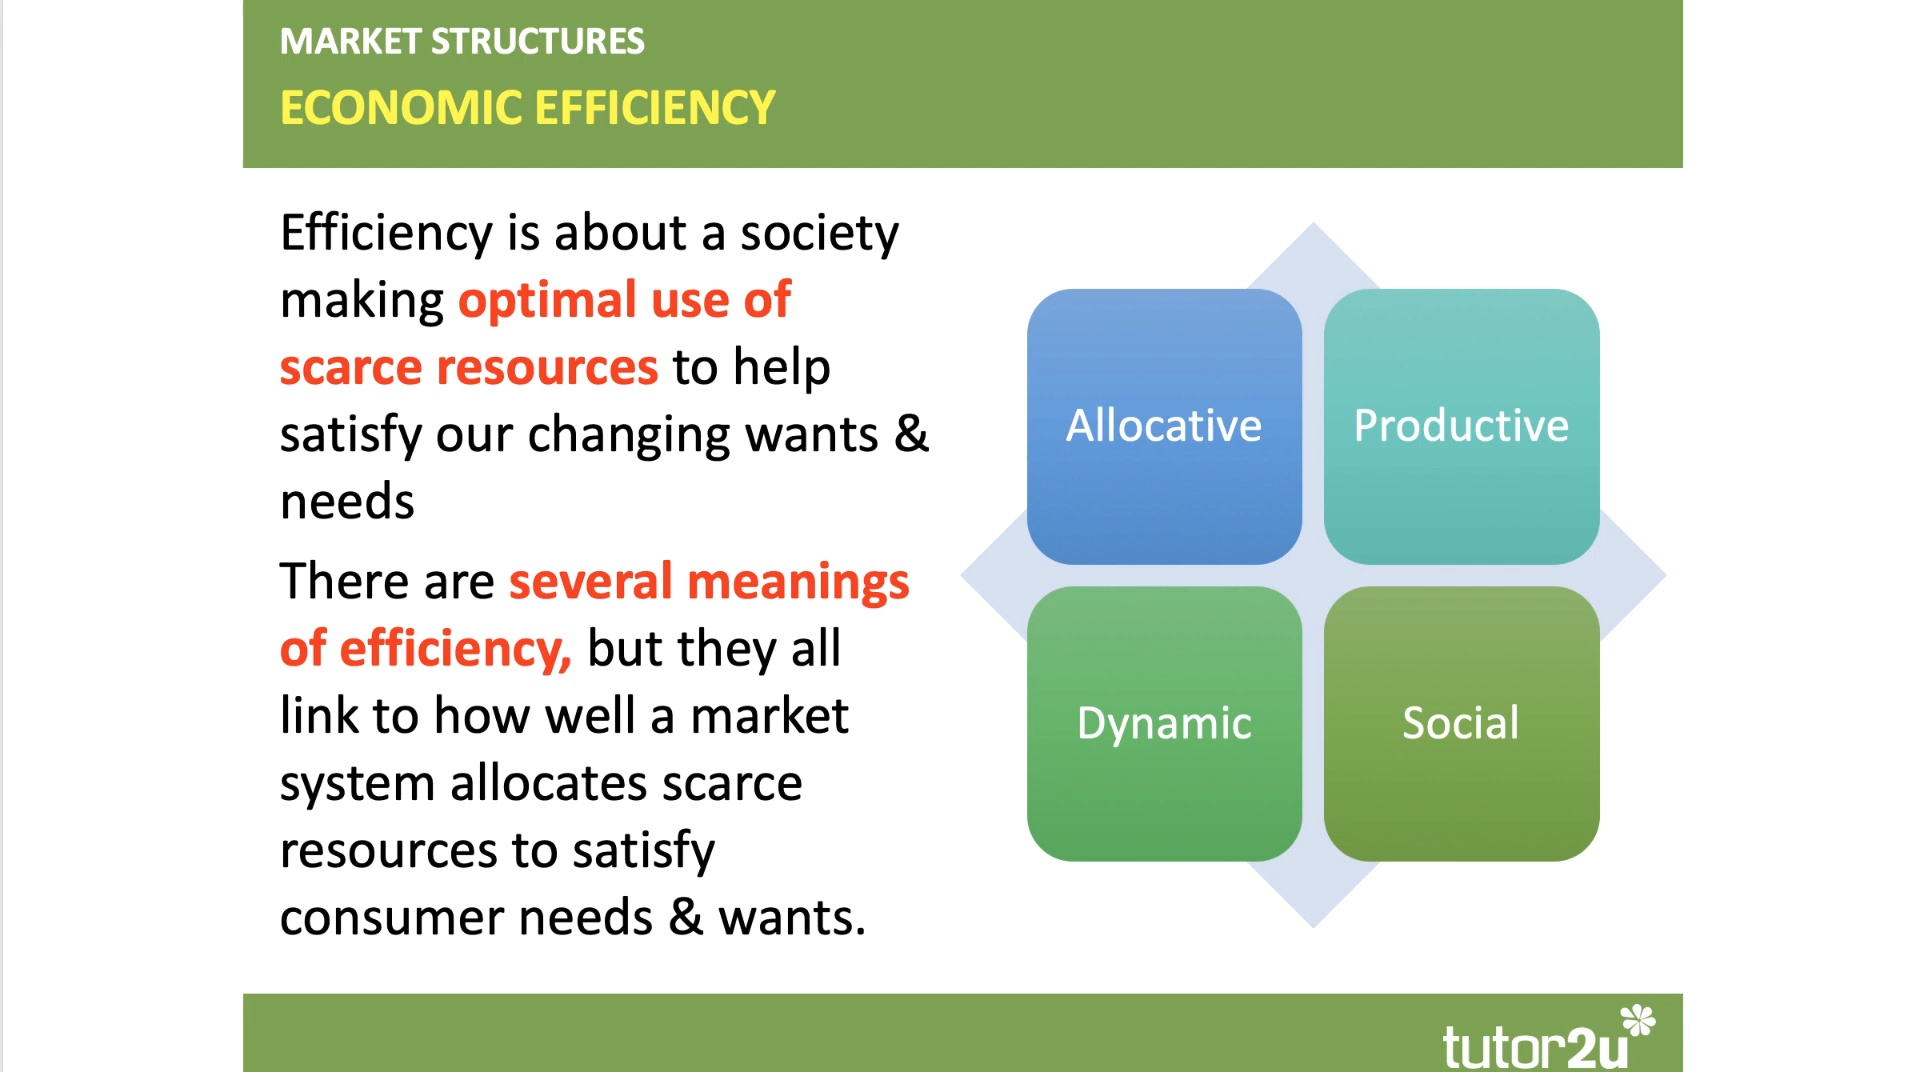 MARKET STRUCTURES
ECONOMIC EFFICIENCY
Efficiency is about a society
making optimal use of
scarce resources to help
satisfy our changing wants &
needs
There are several meanings
of efficiency, but they all
link to how well a market
system allocates scarce
resources to satisfy
consumer needs & wants.
Allocative
Productive
Dynamic
Social
tutor2u